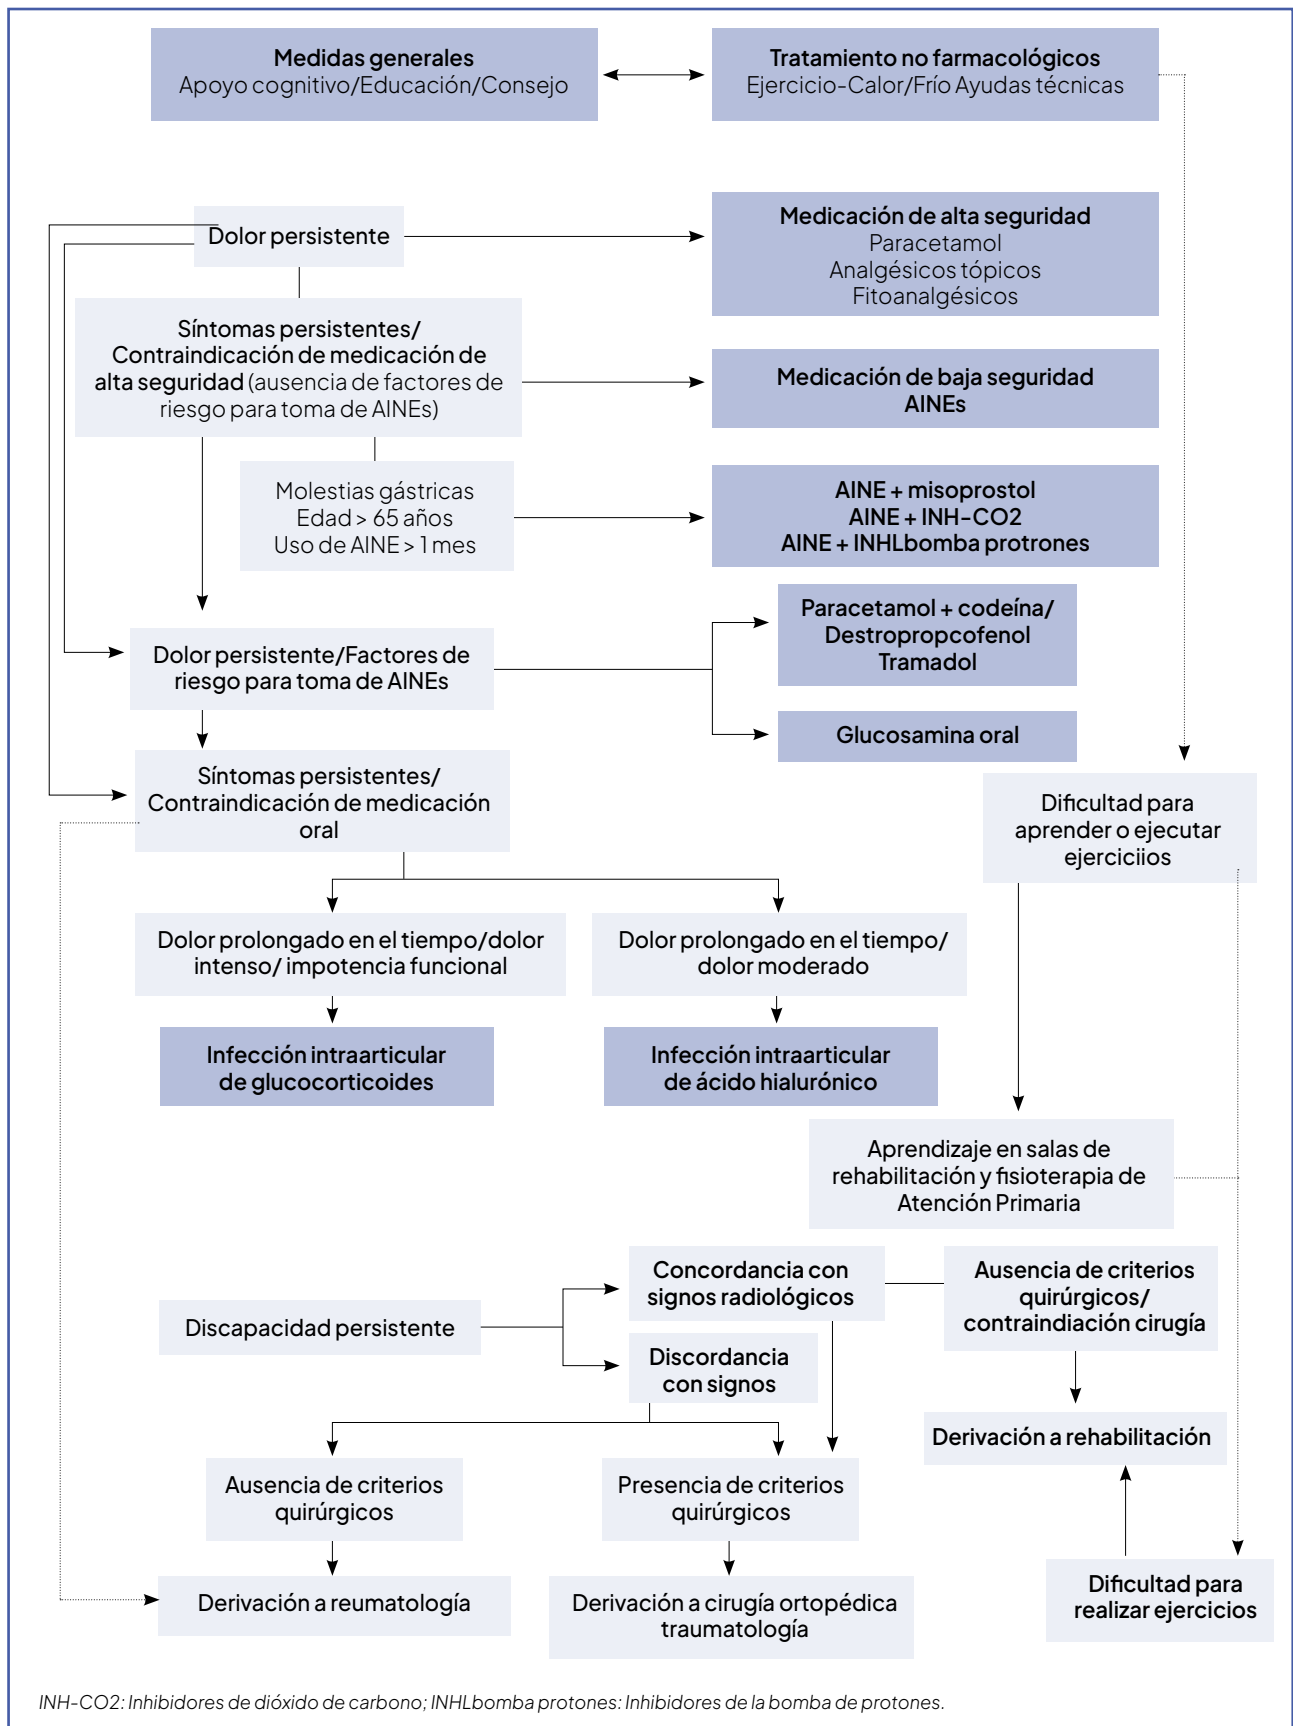 Medidas generales
Apoyo cognitivo/Educación/Consejo
Tratamiento no farmacológicos
Ejercicio-Calor/Frío Ayudas técnicas
Dolor persistente
Medicación de alta seguridad
Paracetamol
Analgésicos tópicos
Fitoanalgésicos
Síntomas persistentes/
Contraindicación de medicación de
alta seguridad (ausencia de factores de
riesgo para toma de AINEs)
Medicación de baja seguridad
AINEs
Molestias gástricas
Edad > 65 años
Uso de AINE > 1 mes
AINE + misoprostol
AINE + INH-CO2
AINE + INHLbomba protrones
Paracetamol + codeína/
Destropropcofenol
Tramadol
Dolor persistente/Factores de
riesgo para toma de AINEs
Glucosamina oral
Síntomas persistentes/
Contraindicación de medicación
oral
Dificultad para
aprender o ejecutar
ejerciciios
Dolor prolongado en el tiempo/dolor
intenso/ impotencia funcional
Dolor prolongado en el tiempo/
dolor moderado
Infección intraarticular
de glucocorticoides
Infección intraarticular
de ácido hialurónico
Aprendizaje en salas de
rehabilitación y fisioterapia de
Atención Primaria
Discapacidad persistente
Concordancia con
signos radiológicos
Ausencia de criterios
quirúrgicos/
contraindiación cirugía
Discordancia
con signos
Derivación a rehabilitación
Ausencia de criterios
quirúrgicos
Presencia de criterios
quirúrgicos
Dificultad para
realizar ejercicios
Derivación a reumatología
Derivación a cirugía ortopédica
traumatología
INH-CO2: Inhibidores de dióxido de carbono; INHLbomba protones: Inhibidores de la bomba de protones.